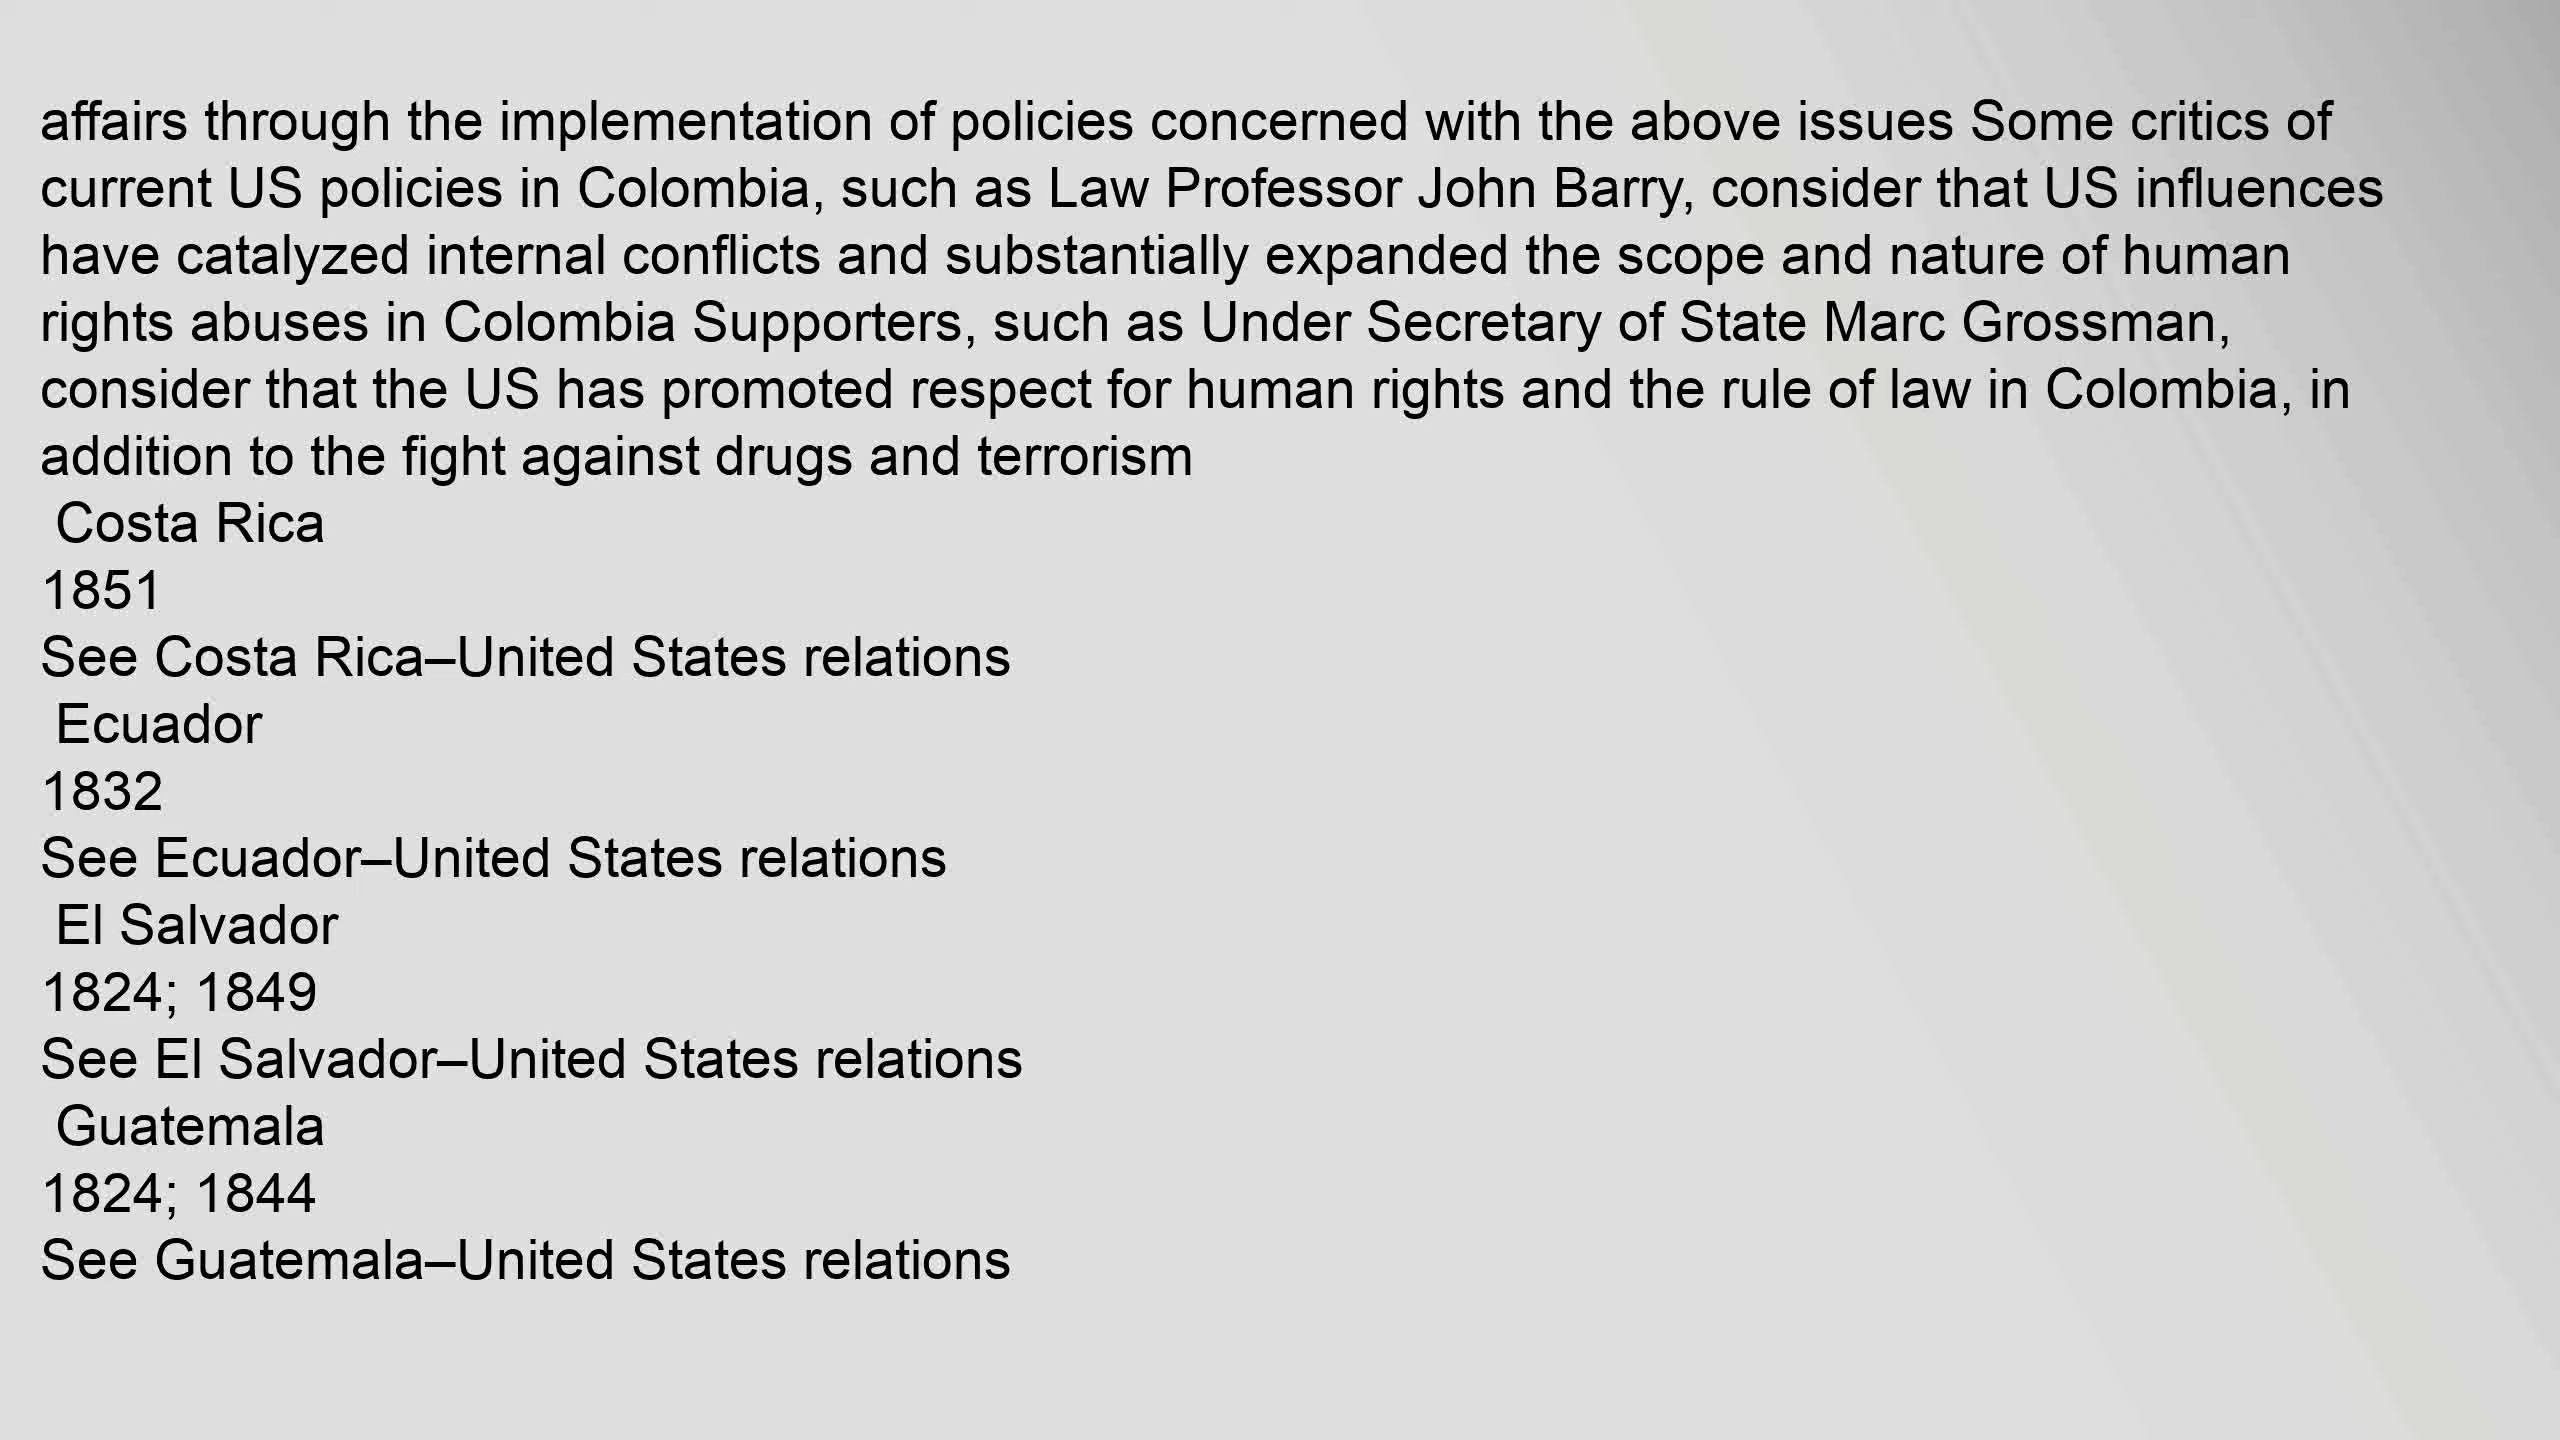 affairs through the implementation of policies concerned with the above issues Some critics of
current US policies in Colombia, such as Law Professor John Barry, consider that US influences
have catalyzed internal conflicts and substantially expanded the scope and nature of human
rights abuses in Colombia Supporters, such as Under Secretary of State Marc Grossman,
consider that the US has promoted respect for human rights and the rule of law in Colombia, in
addition to the fight against drugs and terrorism
Costa Rica
1851
See Costa Rica–United States relations
Ecuador
1832
See Ecuador–United States relations
El Salvador
1824; 1849
See El Salvador–United States relations
Guatemala
1824; 1844
See Guatemala–United States relations